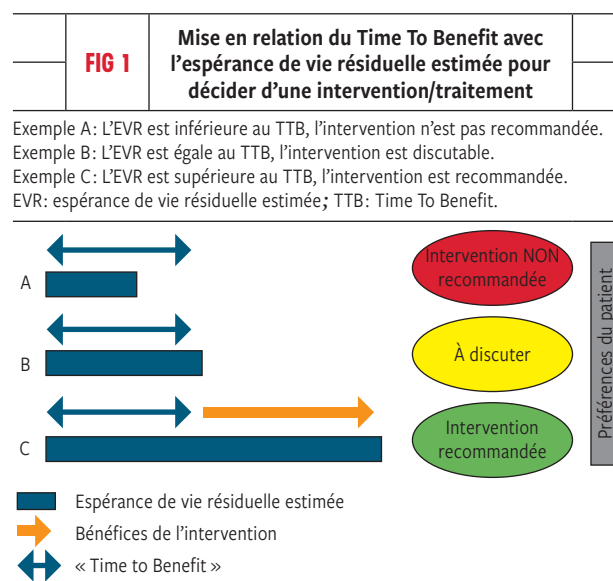 FIG 1
Mise en relation du Time To Benefit avec
l’espérance de vie résiduelle estimée pour
décider d’une intervention/traitement
Exemple A: L’EVR est inférieure au TTB, l’intervention n’est pas recommandée.
Exemple B: L’EVR est égale au TTB, l’intervention est discutable.
Exemple C: L’EVR est supérieure au TTB, l’intervention est recommandée.
EVR: espérance de vie résiduelle estimée; TTB: Time To Benefit.
A
Intervention NON
recommandée
B
À discuter
C
Intervention
recommandée
Préférences du patient
Espérance de vie résiduelle estimée
Bénéfices de l’intervention
« Time to Benefit »